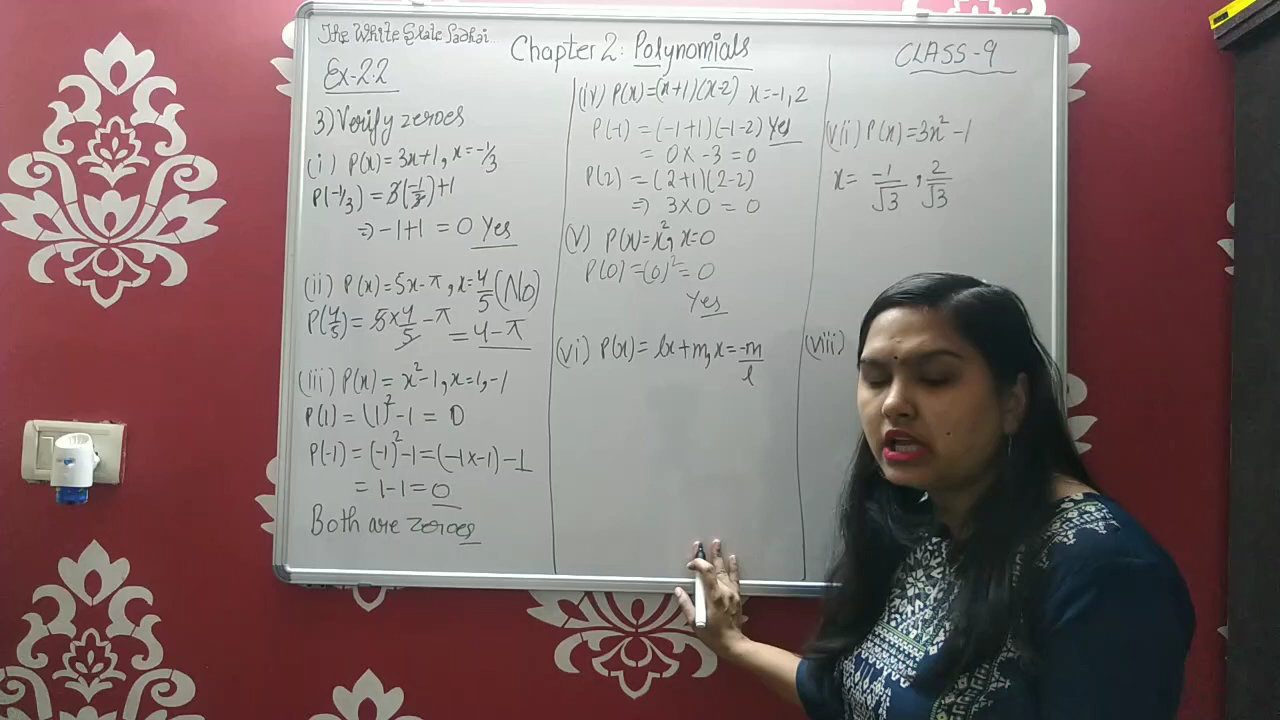 The White Slate Padhai
Chapter 2: Polynomials
CLASS-9
Ex-2.2
3) Verify zeroes
(i) P(x) = 3x+1, x = -1/3
P(-1/3) = 3(-1/3)+1
⇒ -1+1 = 0 Yes
(ii) P(x) = 5x-π, x = 4/5 (No)
P(4/5) = 5×4/5 - π = 4-π
(iii) P(x) = x²-1, x=1,-1
P(1) = (1)²-1 = 0
P(-1) = (-1)²-1 = (-1×-1)-1
= 1-1 = 0
Both are zeroes
(iv) P(x) = (x+1)(x-2) x=-1,2
P(-1) = (-1+1)(-1-2) Yes
= 0×-3 = 0
P(2) = (2+1)(2-2)
⇒ 3×0 = 0
(v) P(x) = x², x=0
P(0) = (0)² = 0
Yes
(vi) P(x) = lx+m, x = -m/l
(vii) P(x) = 3x²-1
x = -1/√3, 2/√3
(viii)